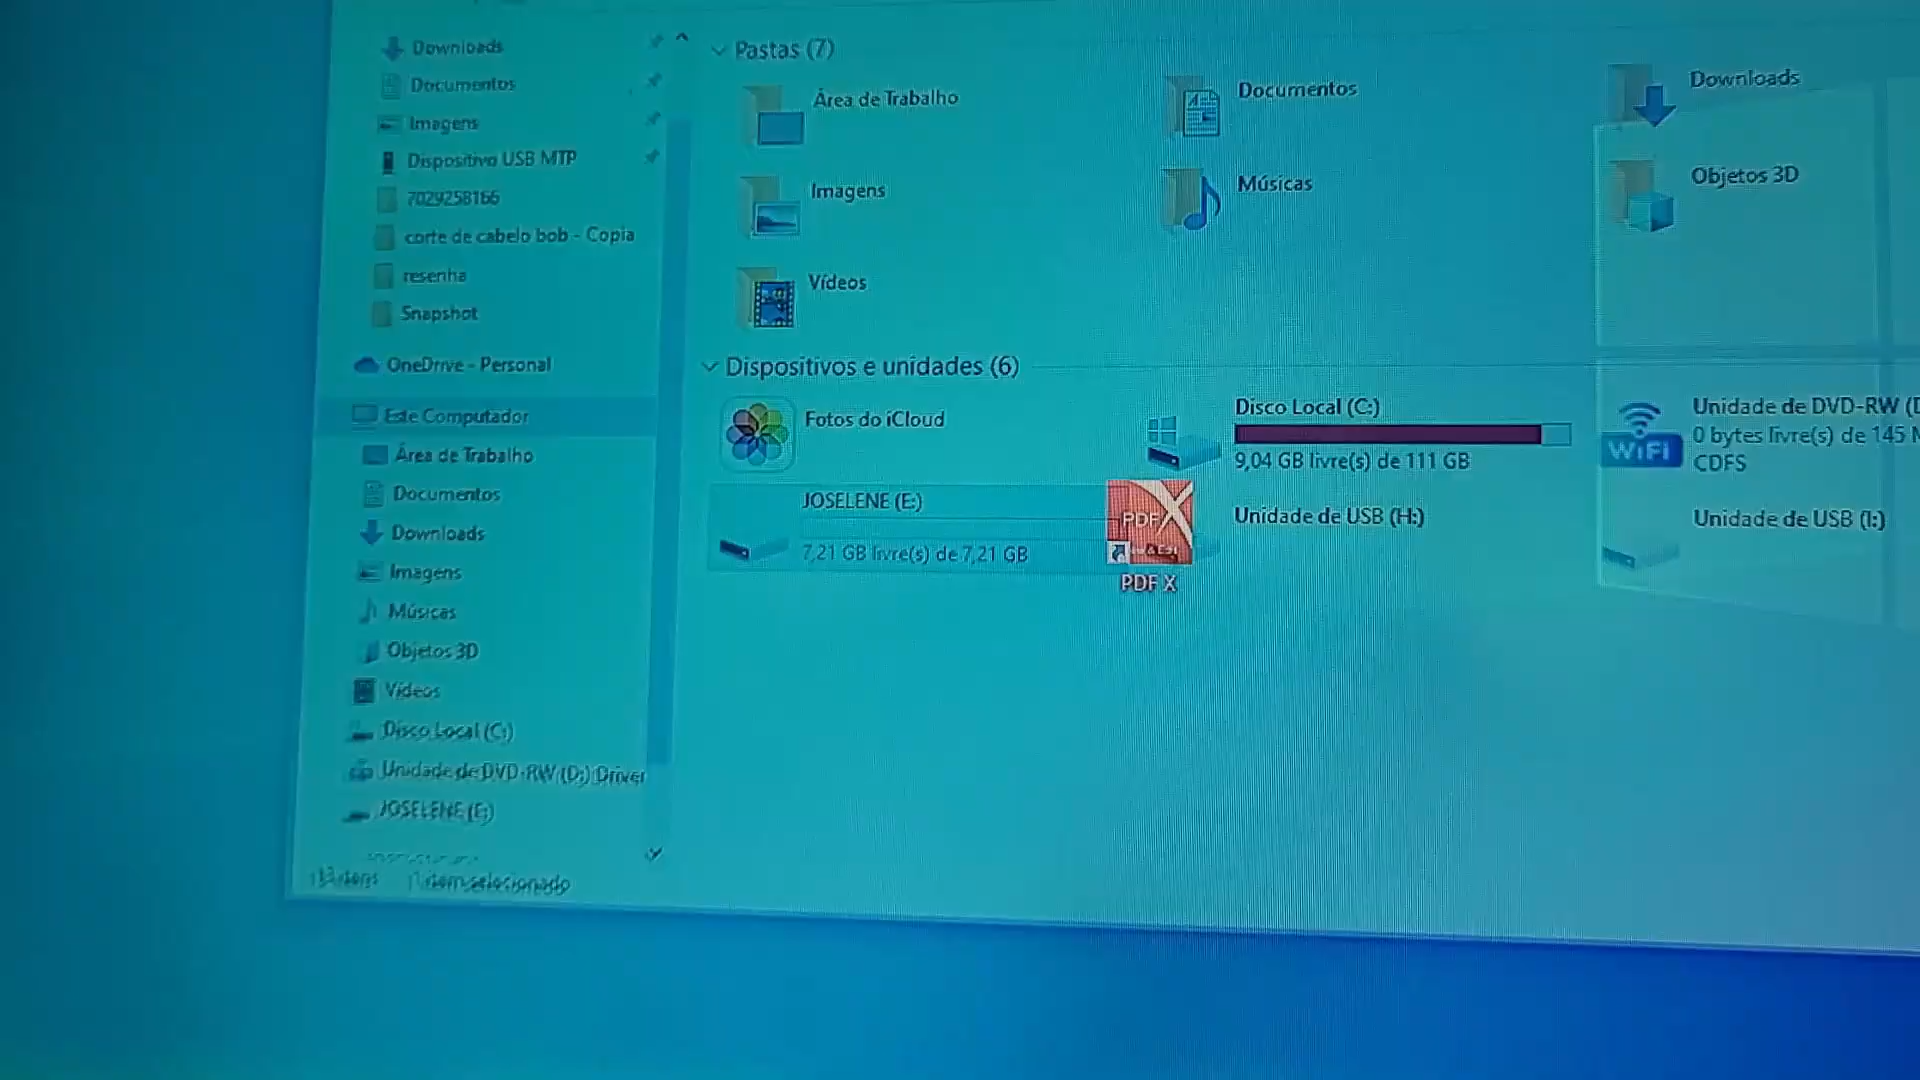 Downloads
Documentos
Imagens
Dispositivo USB MTP
7029258166
corte de cabelo bob - Copia
resenha
Snapshot
OneDrive - Personal
Este Computador
Área de Trabalho
Documentos
Downloads
Imagens
Músicas
Objetos 3D
Vídeos
Disco Local (C:)
Unidade de DVD-RW (D:) Driver
JOSELENE (E:)
13 itens
1 item selecionado
Pastas (7)
Área de Trabalho
Documentos
Downloads
Imagens
Músicas
Objetos 3D
Vídeos
Dispositivos e unidades (6)
Fotos do iCloud
Disco Local (C:)
9,04 GB livre(s) de 111 GB
WiFi
Unidade de DVD-RW (D
0 bytes livre(s) de 145 M
CDFS
JOSELENE (E:)
7,21 GB livre(s) de 7,21 GB
PDF
PDF X
Unidade de USB (H:)
Unidade de USB (I:)